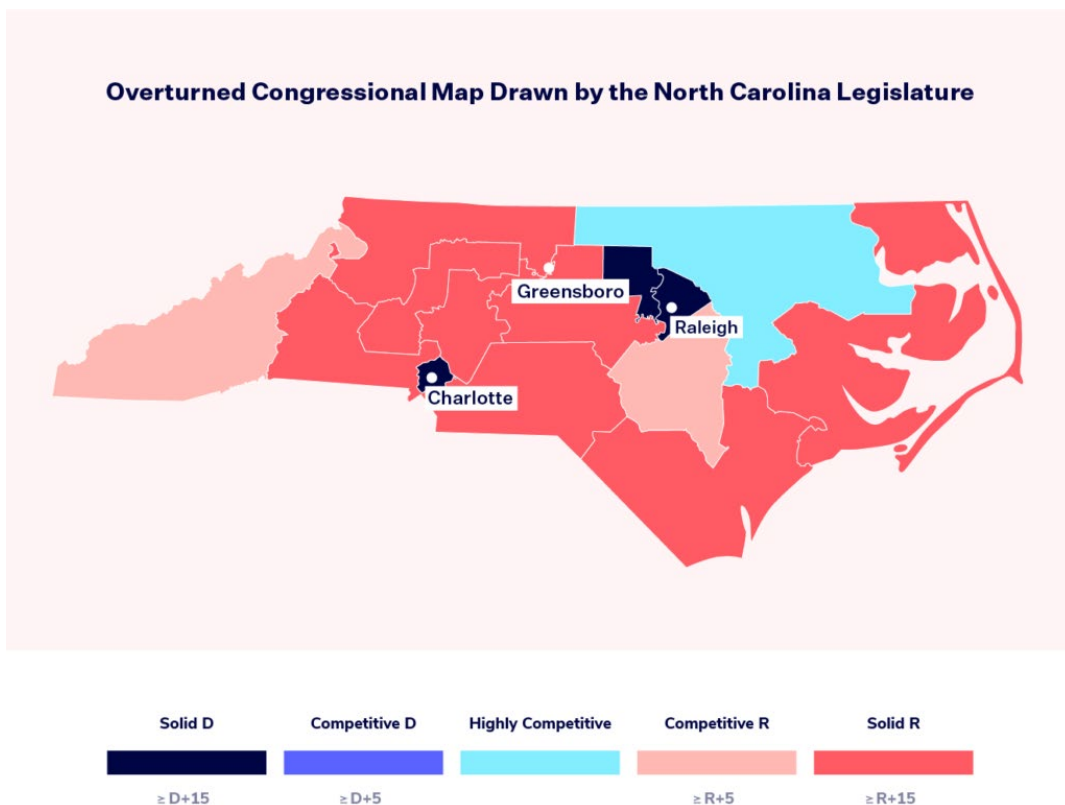 Overturned Congressional Map Drawn by the North Carolina Legislature
Greensboro
Raleigh
Charlotte
Solid D
Competitive D
Highly Competitive
Competitive R
Solid R
≥ D+15
≥ D+5
≥ R+5
≥ R+15